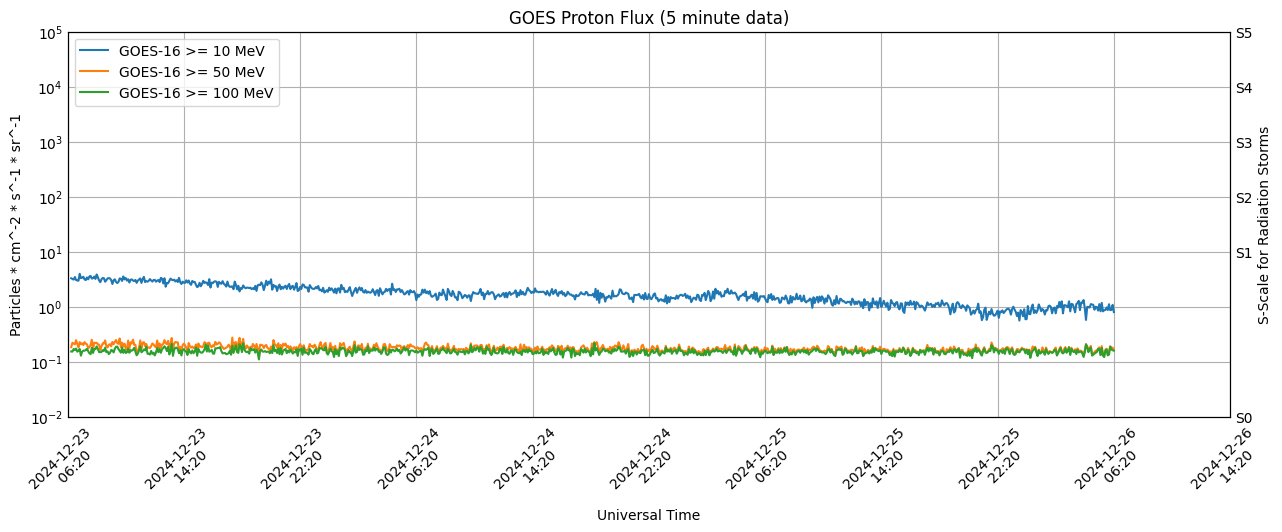 GOES Proton Flux (5 minute data)
GOES-16 >= 10 MeV
GOES-16 >= 50 MeV
GOES-16 >= 100 MeV
Particles * cm^-2 * s^-1 * sr^-1
10^5
10^4
10^3
10^2
10^1
10^0
10^-1
10^-2
S5
S4
S3
S2
S1
S0
S-Scale for Radiation Storms
2024-12-23
06:20
2024-12-23
14:20
2024-12-23
22:20
2024-12-24
06:20
2024-12-24
14:20
2024-12-24
22:20
2024-12-25
06:20
2024-12-25
14:20
2024-12-25
22:20
2024-12-26
06:20
2024-12-26
14:20
Universal Time